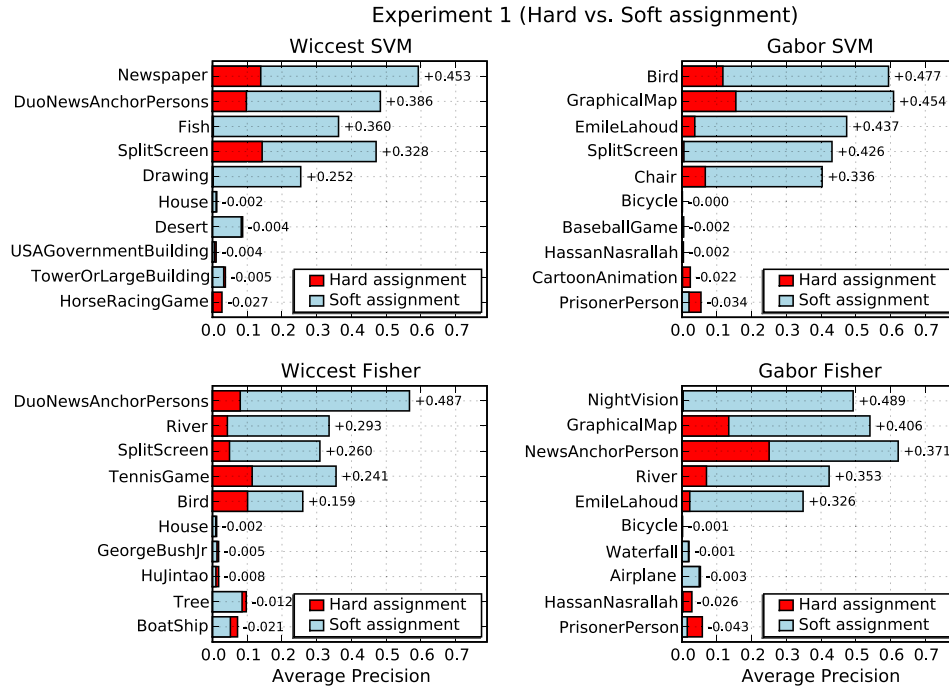 Experiment 1 (Hard vs. Soft assignment)
Wiccest SVM
Newspaper +0.453
DuoNewsAnchorPersons +0.386
Fish +0.360
SplitScreen +0.328
Drawing +0.252
House -0.002
Desert -0.004
USAGovernmentBuilding -0.004
TowerOrLargeBuilding -0.005
HorseRacingGame -0.027
Hard assignment
Soft assignment
0.0 0.1 0.2 0.3 0.4 0.5 0.6 0.7
Gabor SVM
Bird +0.477
GraphicalMap +0.454
EmileLahoud +0.437
SplitScreen +0.426
Chair +0.336
Bicycle -0.000
BaseballGame -0.002
HassanNasrallah -0.002
CartoonAnimation -0.022
PrisonerPerson -0.034
Hard assignment
Soft assignment
0.0 0.1 0.2 0.3 0.4 0.5 0.6 0.7
Wiccest Fisher
DuoNewsAnchorPersons +0.487
River +0.293
SplitScreen +0.260
TennisGame +0.241
Bird +0.159
House -0.002
GeorgeBushJr -0.005
HuJintao -0.008
Tree -0.012
BoatShip -0.021
Hard assignment
Soft assignment
0.0 0.1 0.2 0.3 0.4 0.5 0.6 0.7
Average Precision
Gabor Fisher
NightVision +0.489
GraphicalMap +0.406
NewsAnchorPerson +0.371
River +0.353
EmileLahoud +0.326
Bicycle -0.001
Waterfall -0.001
Airplane -0.003
HassanNasrallah -0.026
PrisonerPerson -0.043
Hard assignment
Soft assignment
0.0 0.1 0.2 0.3 0.4 0.5 0.6 0.7
Average Precision